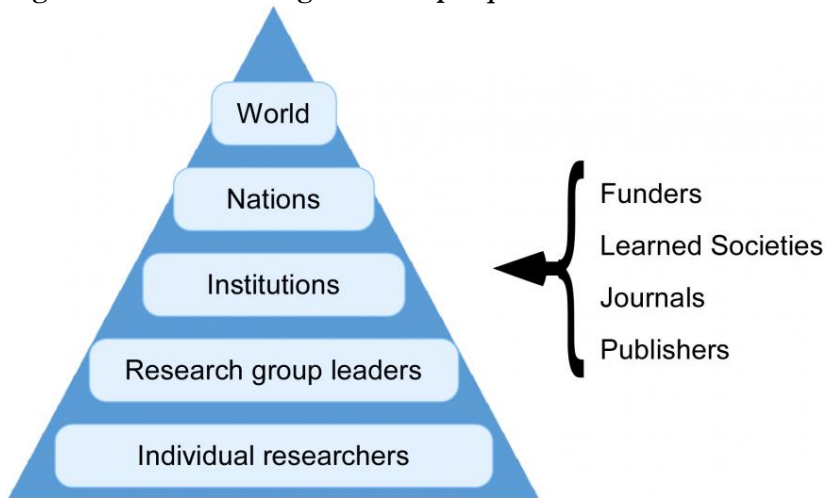 World
Nations
Institutions
Research group leaders
Individual researchers
Funders
Learned Societies
Journals
Publishers